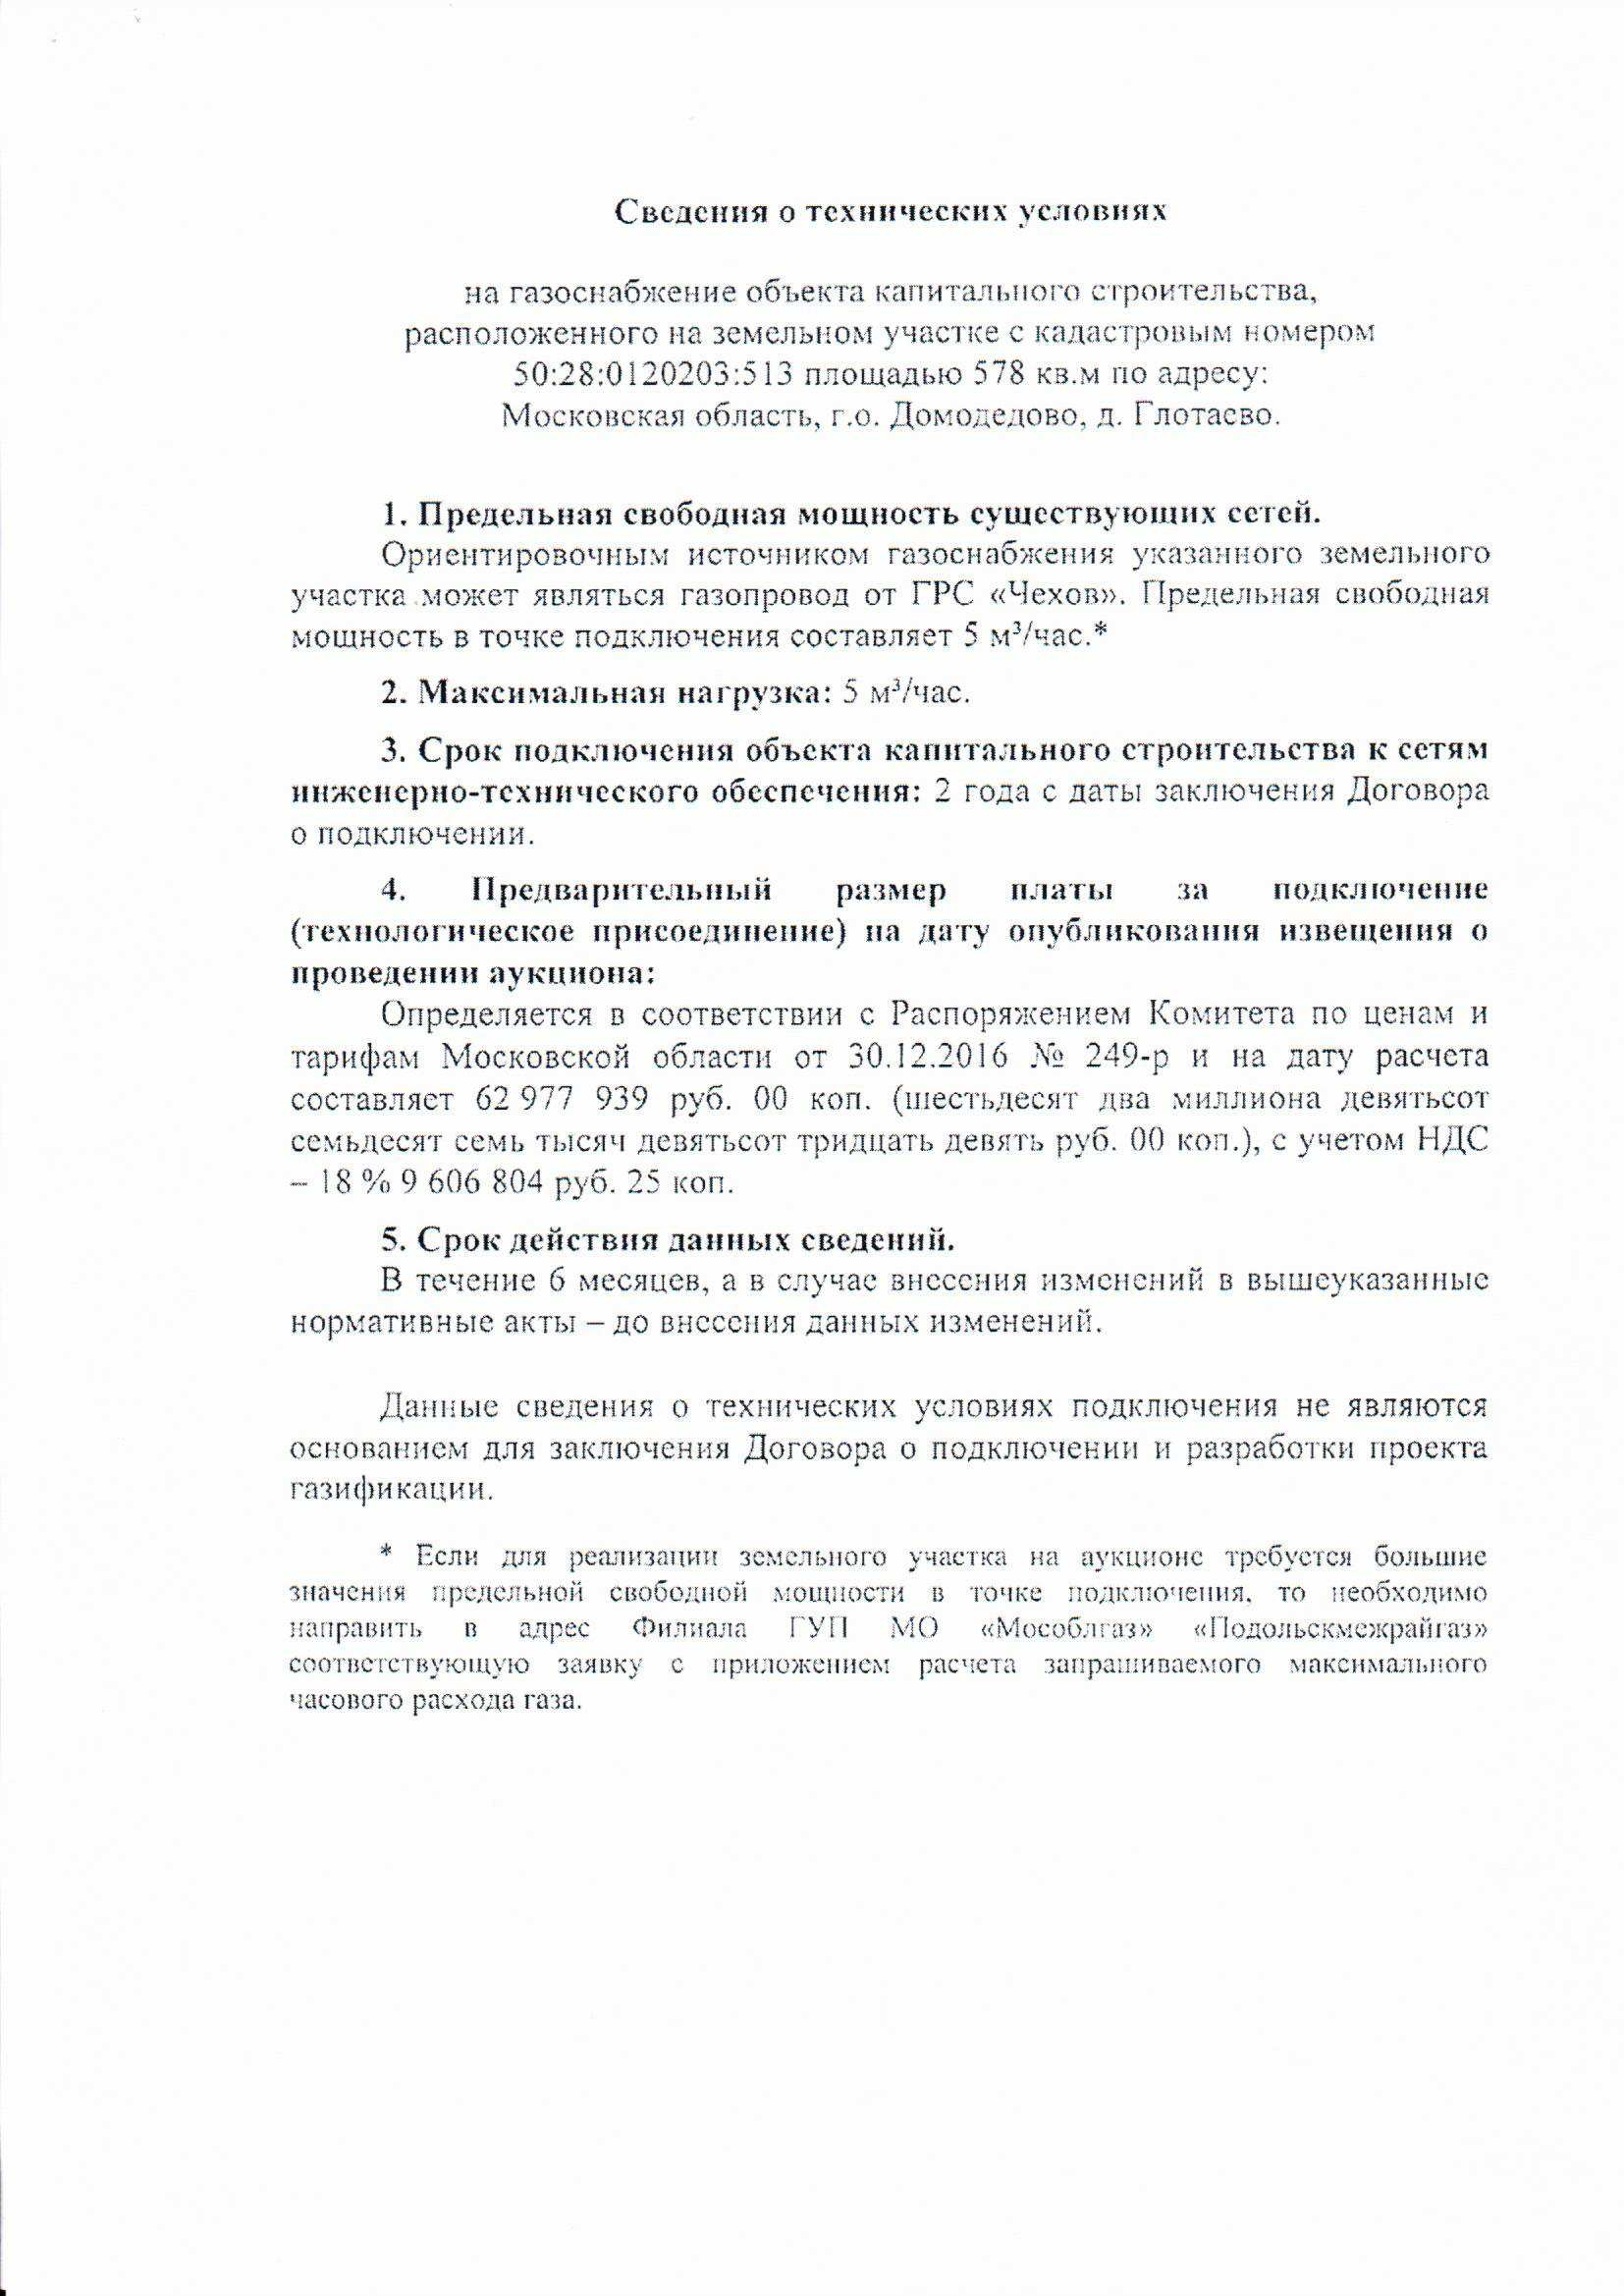 Сведения о технических условиях
на газоснабжение объекта капитального строительства,
расположенного на земельном участке с кадастровым номером
50:28:0120203:513 площадью 578 кв.м по адресу:
Московская область, г.о. Домодедово, д. Глотаево.
1. Предельная свободная мощность существующих сетей.
Ориентировочным источником газоснабжения указанного земельного
участка может являться газопровод от ГРС «Чехов». Предельная свободная
мощность в точке подключения составляет 5 м³/час.*
2. Максимальная нагрузка: 5 м³/час.
3. Срок подключения объекта капитального строительства к сетям
инженерно-технического обеспечения: 2 года с даты заключения Договора
о подключении.
4. Предварительный размер платы за подключение
(технологическое присоединение) на дату опубликования извещения о
проведении аукциона:
Определяется в соответствии с Распоряжением Комитета по ценам и
тарифам Московской области от 30.12.2016 № 249-р и на дату расчета
составляет 62 977 939 руб. 00 коп. (шестьдесят два миллиона девятьсот
семьдесят семь тысяч девятьсот тридцать девять руб. 00 коп.), с учетом НДС
– 18 % 9 606 804 руб. 25 коп.
5. Срок действия данных сведений.
В течение 6 месяцев, а в случае внесения изменений в вышеуказанные
нормативные акты – до внесения данных изменений.
Данные сведения о технических условиях подключения не являются
основанием для заключения Договора о подключении и разработки проекта
газификации.
* Если для реализации земельного участка на аукционе требуется большие
значения предельной свободной мощности в точке подключения, то необходимо
направить в адрес Филиала ГУП МО «Мособлгаз» «Подольскмежрайгаз»
соответствующую заявку с приложением расчета запрашиваемого максимального
часового расхода газа.